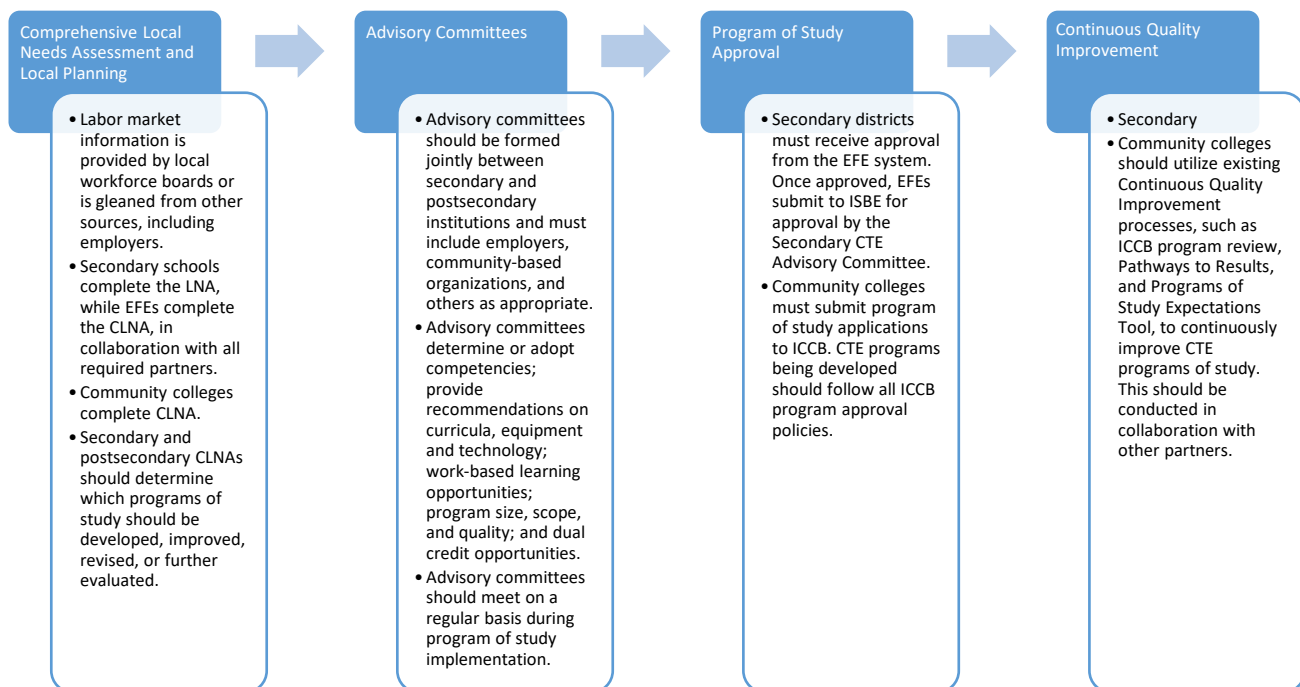 Comprehensive Local
Needs Assessment and
Local Planning
• Labor market
information is
provided by local
workforce boards or
is gleaned from other
sources, including
employers.
• Secondary schools
complete the LNA,
while EFEs complete
the CLNA, in
collaboration with all
required partners.
• Community colleges
complete CLNA.
• Secondary and
postsecondary CLNAs
should determine
which programs of
study should be
developed, improved,
revised, or further
evaluated.
Advisory Committees
• Advisory committees
should be formed
jointly between
secondary and
postsecondary
institutions and must
include employers,
community-based
organizations, and
others as appropriate.
• Advisory committees
determine or adopt
competencies;
provide
recommendations on
curricula, equipment
and technology;
work-based learning
opportunities;
program size, scope,
and quality; and dual
credit opportunities.
• Advisory committees
should meet on a
regular basis during
program of study
implementation.
Program of Study
Approval
• Secondary districts
must receive approval
from the EFE system.
Once approved, EFEs
submit to ISBE for
approval by the
Secondary CTE
Advisory Committee.
• Community colleges
must submit program
of study applications
to ICCB. CTE programs
being developed
should follow all ICCB
program approval
policies.
Continuous Quality
Improvement
• Secondary
• Community colleges
should utilize existing
Continuous Quality
Improvement
processes, such as
ICCB program review,
Pathways to Results,
and Programs of
Study Expectations
Tool, to continuously
improve CTE
programs of study.
This should be
conducted in
collaboration with
other partners.